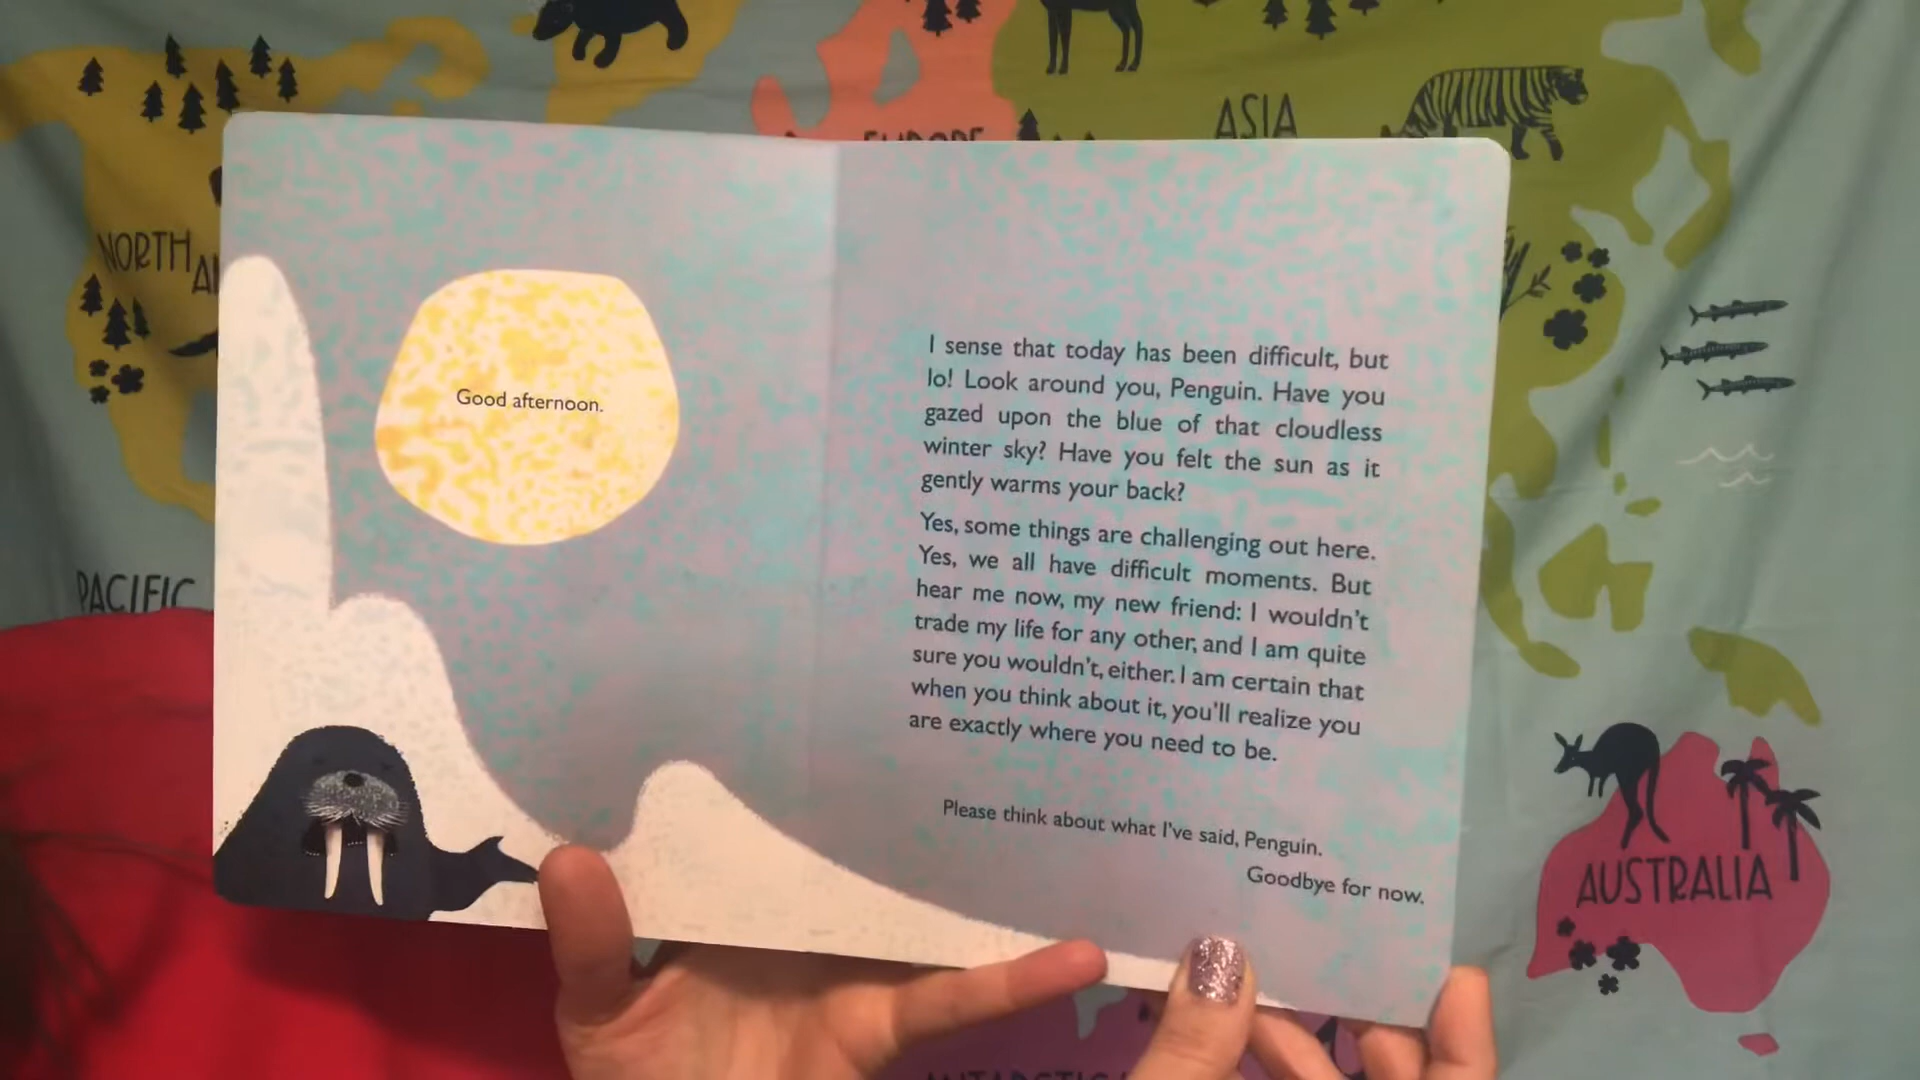 EUROPE
ASIA
NORTH
PACIFIC
AUSTRALIA
Good afternoon.
I sense that today has been difficult, but
lo! Look around you, Penguin. Have you
gazed upon the blue of that cloudless
winter sky? Have you felt the sun as it
gently warms your back?
Yes, some things are challenging out here.
Yes, we all have difficult moments. But
hear me now, my new friend: I wouldn't
trade my life for any other, and I am quite
sure you wouldn't, either. I am certain that
when you think about it, you'll realize you
are exactly where you need to be.
Please think about what I've said, Penguin.
Goodbye for now.